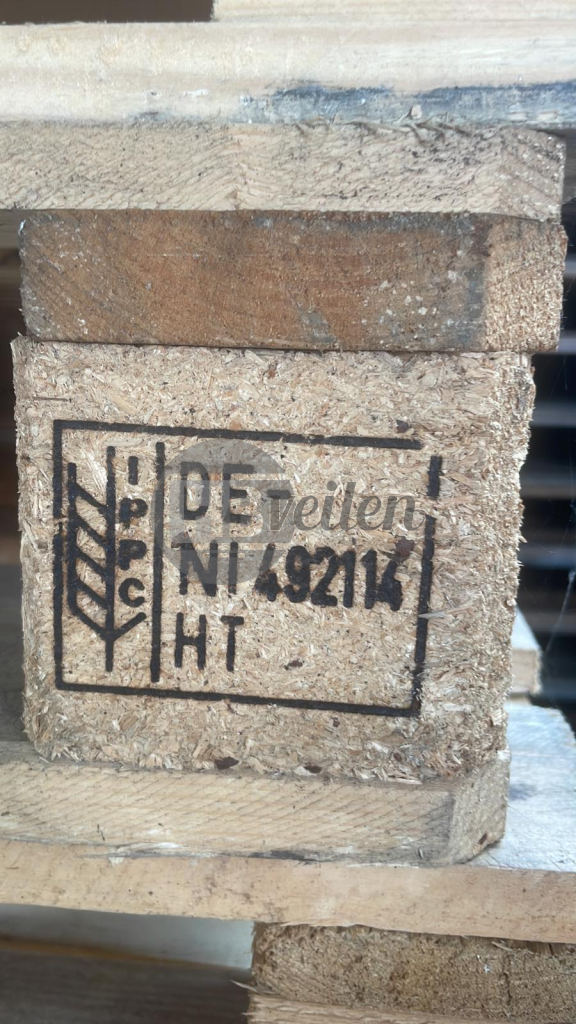 IPPC
DE-
NI 492114
HT
veilen